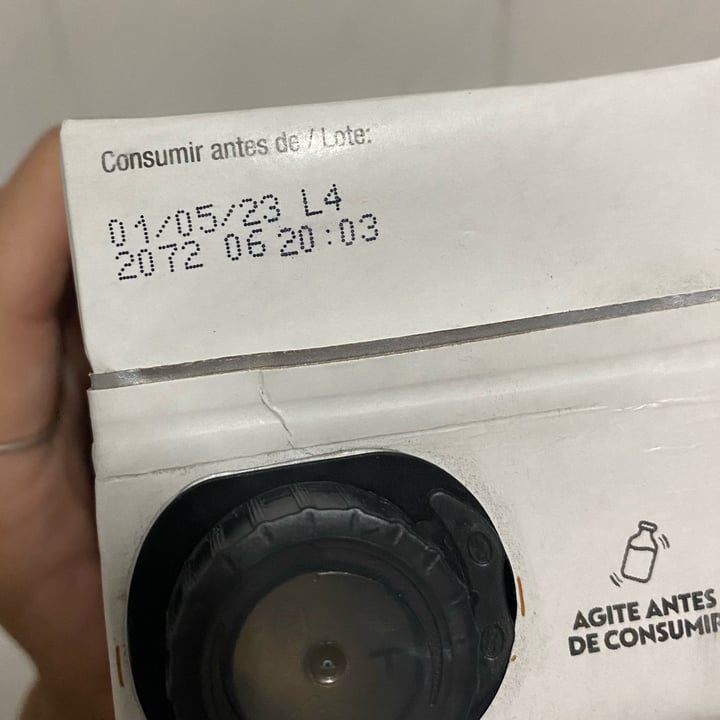 Consumir antes de / Lote:
01/05/23 L4
2072 06 20:03
AGITE ANTES
DE CONSUMIR